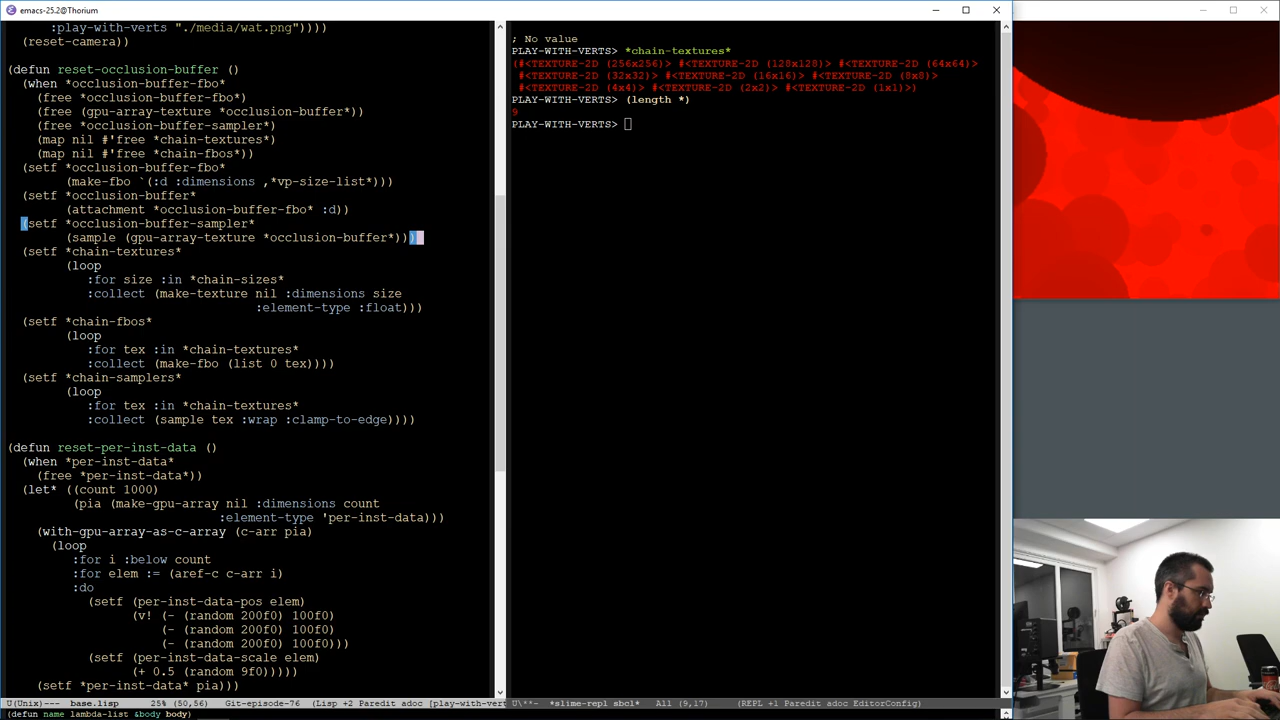 emacs-25.2@Thorium
:play-with-verts "./media/wat.png"))))
(reset-camera))
(defun reset-occlusion-buffer ()
(when *occlusion-buffer-fbo*
(free *occlusion-buffer-fbo*)
(free (gpu-array-texture *occlusion-buffer*))
(free *occlusion-buffer-sampler*)
(map nil #'free *chain-textures*)
(map nil #'free *chain-fbos*))
(setf *occlusion-buffer-fbo*
(make-fbo `(:d :dimensions ,*vp-size-list*)))
(setf *occlusion-buffer*
(attachment *occlusion-buffer-fbo* :d))
(setf *occlusion-buffer-sampler*
(sample (gpu-array-texture *occlusion-buffer*)))
(setf *chain-textures*
(loop
:for size :in *chain-sizes*
:collect (make-texture nil :dimensions size
:element-type :float)))
(setf *chain-fbos*
(loop
:for tex :in *chain-textures*
:collect (make-fbo (list 0 tex))))
(setf *chain-samplers*
(loop
:for tex :in *chain-textures*
:collect (sample tex :wrap :clamp-to-edge))))
(defun reset-per-inst-data ()
(when *per-inst-data*
(free *per-inst-data*))
(let* ((count 1000)
(pia (make-gpu-array nil :dimensions count
:element-type 'per-inst-data)))
(with-gpu-array-as-c-array (c-arr pia)
(loop
:for i :below count
:for elem := (aref-c c-arr i)
:do
(setf (per-inst-data-pos elem)
(v! (- (random 200f0) 100f0)
(- (random 200f0) 100f0)
(- (random 200f0) 100f0)))
(setf (per-inst-data-scale elem)
(+ 0.5 (random 9f0)))))
(setf *per-inst-data* pia)))
U(Unix)--- base.lisp 25% (50,56) Git-episode-76 (Lisp +2 Paredit adoc [play-with-vert
(defun name lambda-list &body body)
; No value
PLAY-WITH-VERTS> *chain-textures*
(#<TEXTURE-2D (256x256)> #<TEXTURE-2D (128x128)> #<TEXTURE-2D (64x64)>
#<TEXTURE-2D (32x32)> #<TEXTURE-2D (16x16)> #<TEXTURE-2D (8x8)>
#<TEXTURE-2D (4x4)> #<TEXTURE-2D (2x2)> #<TEXTURE-2D (1x1)>)
PLAY-WITH-VERTS> (length *)
9
PLAY-WITH-VERTS>
U\**- *slime-repl sbcl* All (9,17) (REPL +1 Paredit adoc EditorConfig)